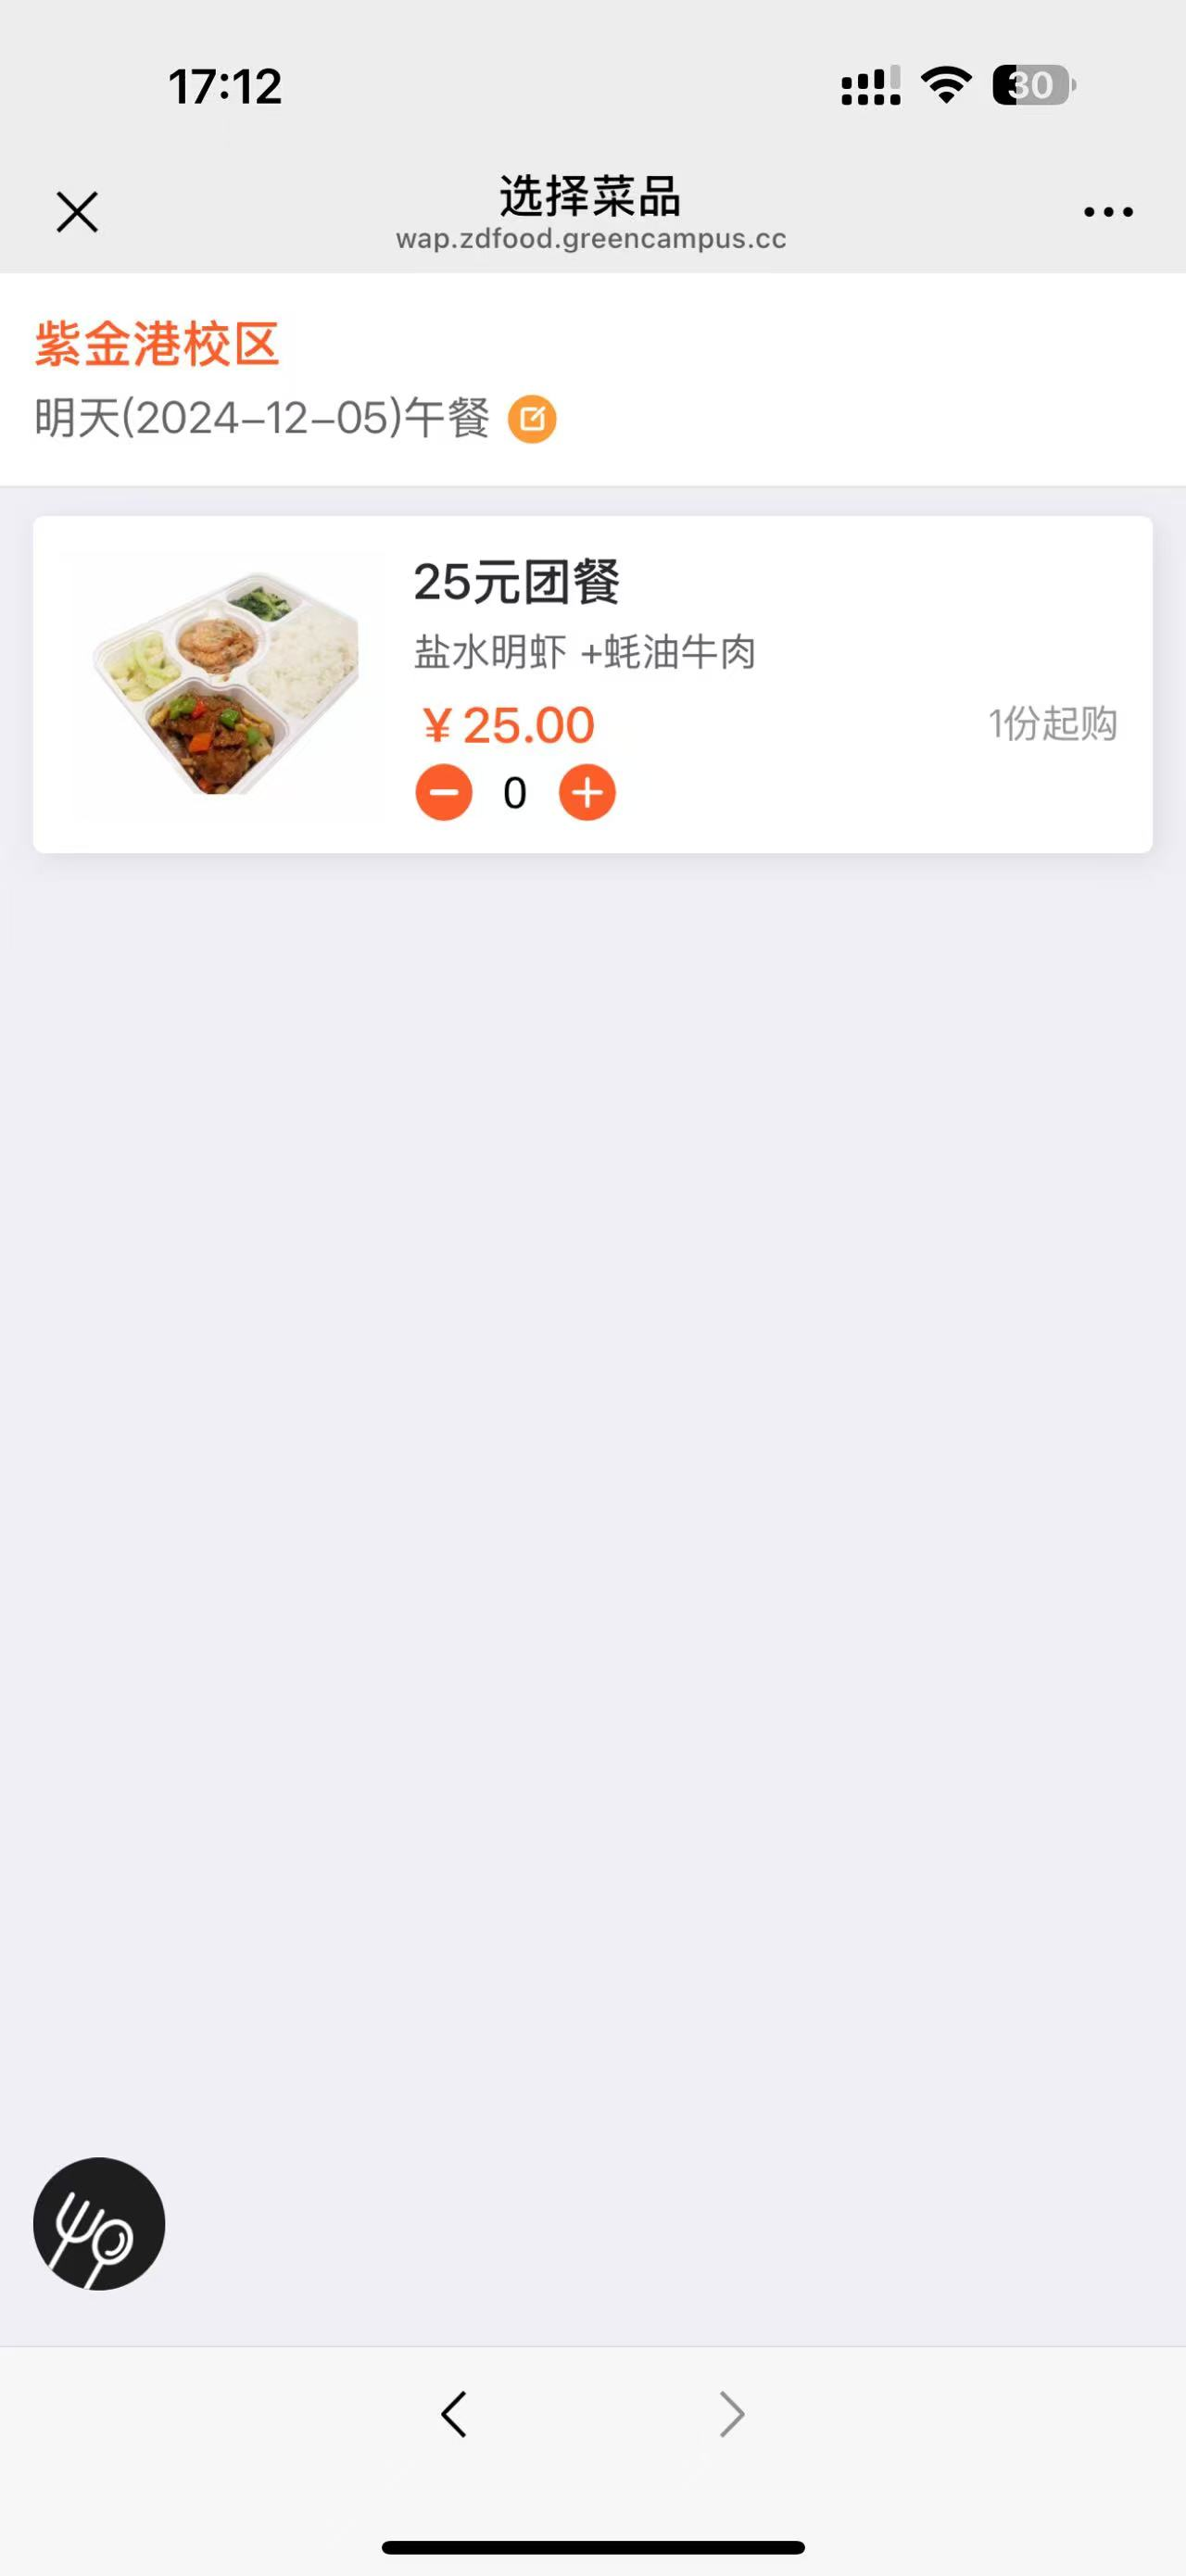 17:12
30
选择菜品
wap.zdfood.greencampus.cc
紫金港校区
明天(2024-12-05)午餐
25元团餐
盐水明虾 +蚝油牛肉
¥25.00
1份起购
0